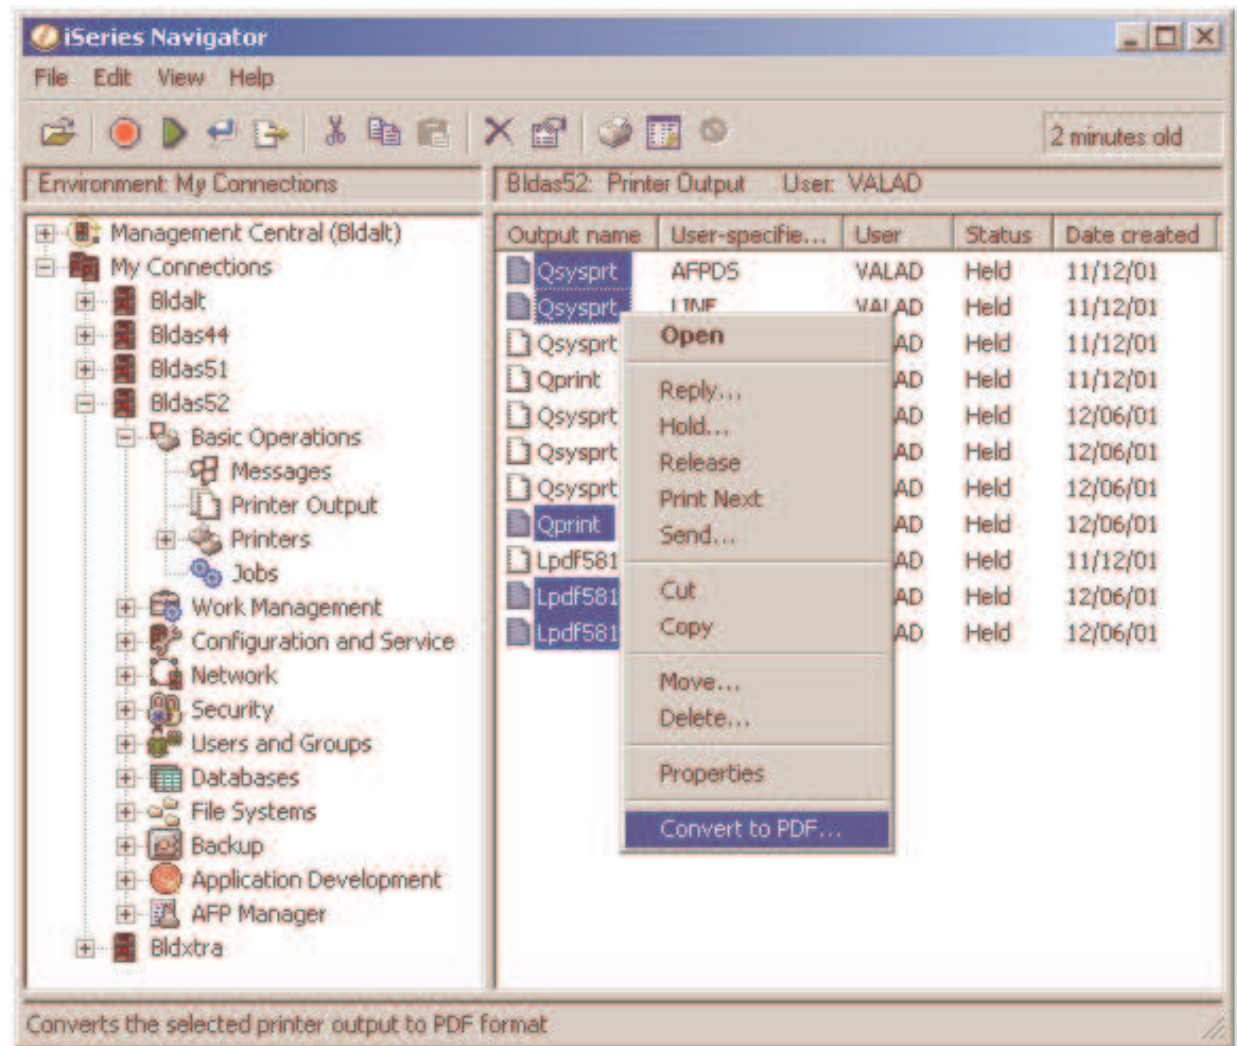 iSeries Navigator
File Edit View Help
2 minutes old
Environment: My Connections
Bldas52: Printer Output User: VALAD
Management Central (Bldalt)
My Connections
Bldalt
Bldas44
Bldas51
Bldas52
Basic Operations
Messages
Printer Output
Printers
Jobs
Work Management
Configuration and Service
Network
Security
Users and Groups
Databases
File Systems
Backup
Application Development
AFP Manager
Bldxtra
Output name User-specifie... User Status Date created
Qsysprt AFPDS VALAD Held 11/12/01
Qsysprt LINE VALAD Held 11/12/01
Qsysprt AD Held 11/12/01
Qprint AD Held 11/12/01
Qsysprt AD Held 12/06/01
Qsysprt AD Held 12/06/01
Qsysprt AD Held 12/06/01
Qprint AD Held 12/06/01
Lpdf581 AD Held 11/12/01
Lpdf581 AD Held 12/06/01
Lpdf581 AD Held 12/06/01
Open
Reply...
Hold...
Release
Print Next
Send...
Cut
Copy
Move...
Delete...
Properties
Convert to PDF...
Converts the selected printer output to PDF format